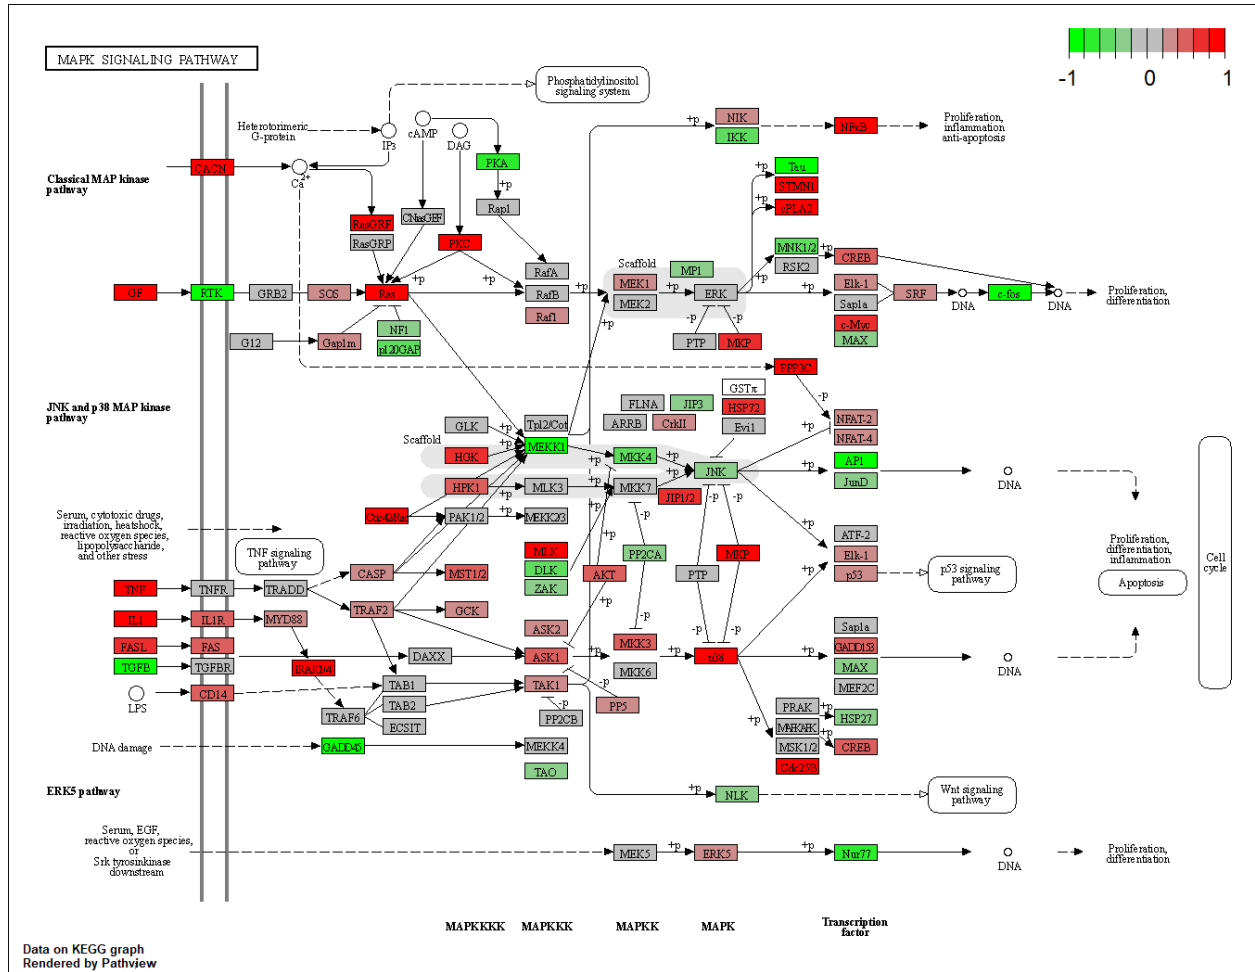 MAPK SIGNALING PATHWAY
-1
0
1
Phosphatidylinositol
signaling system
Heterotorimeric
G-protein
IP3
cAMP
DAG
PKA
+p
NIK
IKK
+p
NFκB
Proliferation,
inflammation
anti-apoptosis
CACN
Ca2+
Classical MAP kinase
pathway
Rap1
+p
Tau
STMN1
+p
cPLA2
RasGRF
RasGRP
CNasGEF
PKC
MNK1/2
+p
RSK2
CREB
RafA
RafB
Raf1
+p
+p
Scaffold
MEK1
MEK2
MP1
+p
ERK
+p
+p
Elk-1
Sap1a
c-Myc
MAX
SRF
DNA
c-fos
DNA
Proliferation,
differentiation
GF
RTK
GRB2
SOS
Ras
G12
Gap1m
NF1
p120GAP
+p
-p
-p
PTP
MKP
PPP3C
-p
JNK and p38 MAP kinase
pathway
GSTπ
HSP72
Evi1
FLNA
JIP3
ARRB
CrkII
NFAT-2
NFAT-4
+p
GLK
+p
Tpl2/Cot
Scaffold
HGK
+p
MEKK1
+p
MKK4
+p
JNK
+p
AP1
JunD
DNA
HPK1
+p
MLK3
+p
MKK7
+p
JIP1/2
-p
-p
Cdc42/Rac
PAK1/2
+p
MEKK2/3
+p
-p
Serum, cytotoxic drugs,
irradiation, heatshock,
reactive oxygen species,
lipopolysaccharide,
and other stress
TNF signaling
pathway
MLK
DLK
ZAK
PP2CA
AKT
PTP
MKP
+p
ATF-2
Elk-1
p53
p53 signaling
pathway
Proliferation,
differentiation,
inflammation
Apoptosis
Cell
cycle
TNF
TNFR
TRADD
CASP
MST1/2
IL1
IL1R
MYD88
TRAF2
GCK
ASK2
-p
-p
-p
FASL
FAS
DAXX
ASK1
+p
MKK3
MKK6
+p
p38
+p
Sap1a
GADD153
MAX
MEF2C
DNA
TGFB
TGFBR
IRAK1/4
LPS
CD14
TAB1
TAB2
ECSIT
TRAF6
TAK1
-p
-p
PP2CB
PP5
+p
PRAK
+p
HSP27
MAPKAPK
MSK1/2
+p
CREB
Cdc25B
DNA damage
GADD45
MEKK4
TAO
ERK5 pathway
+p
NLK
Wnt signaling
pathway
Serum, EGF,
reactive oxygen species,
or
Srk tyrosinkinase
downstream
MEK5
+p
ERK5
+p
Nur77
DNA
Proliferation,
differentiation
MAPKKKK
MAPKKK
MAPKK
MAPK
Transcription
factor
Data on KEGG graph
Rendered by Pathview